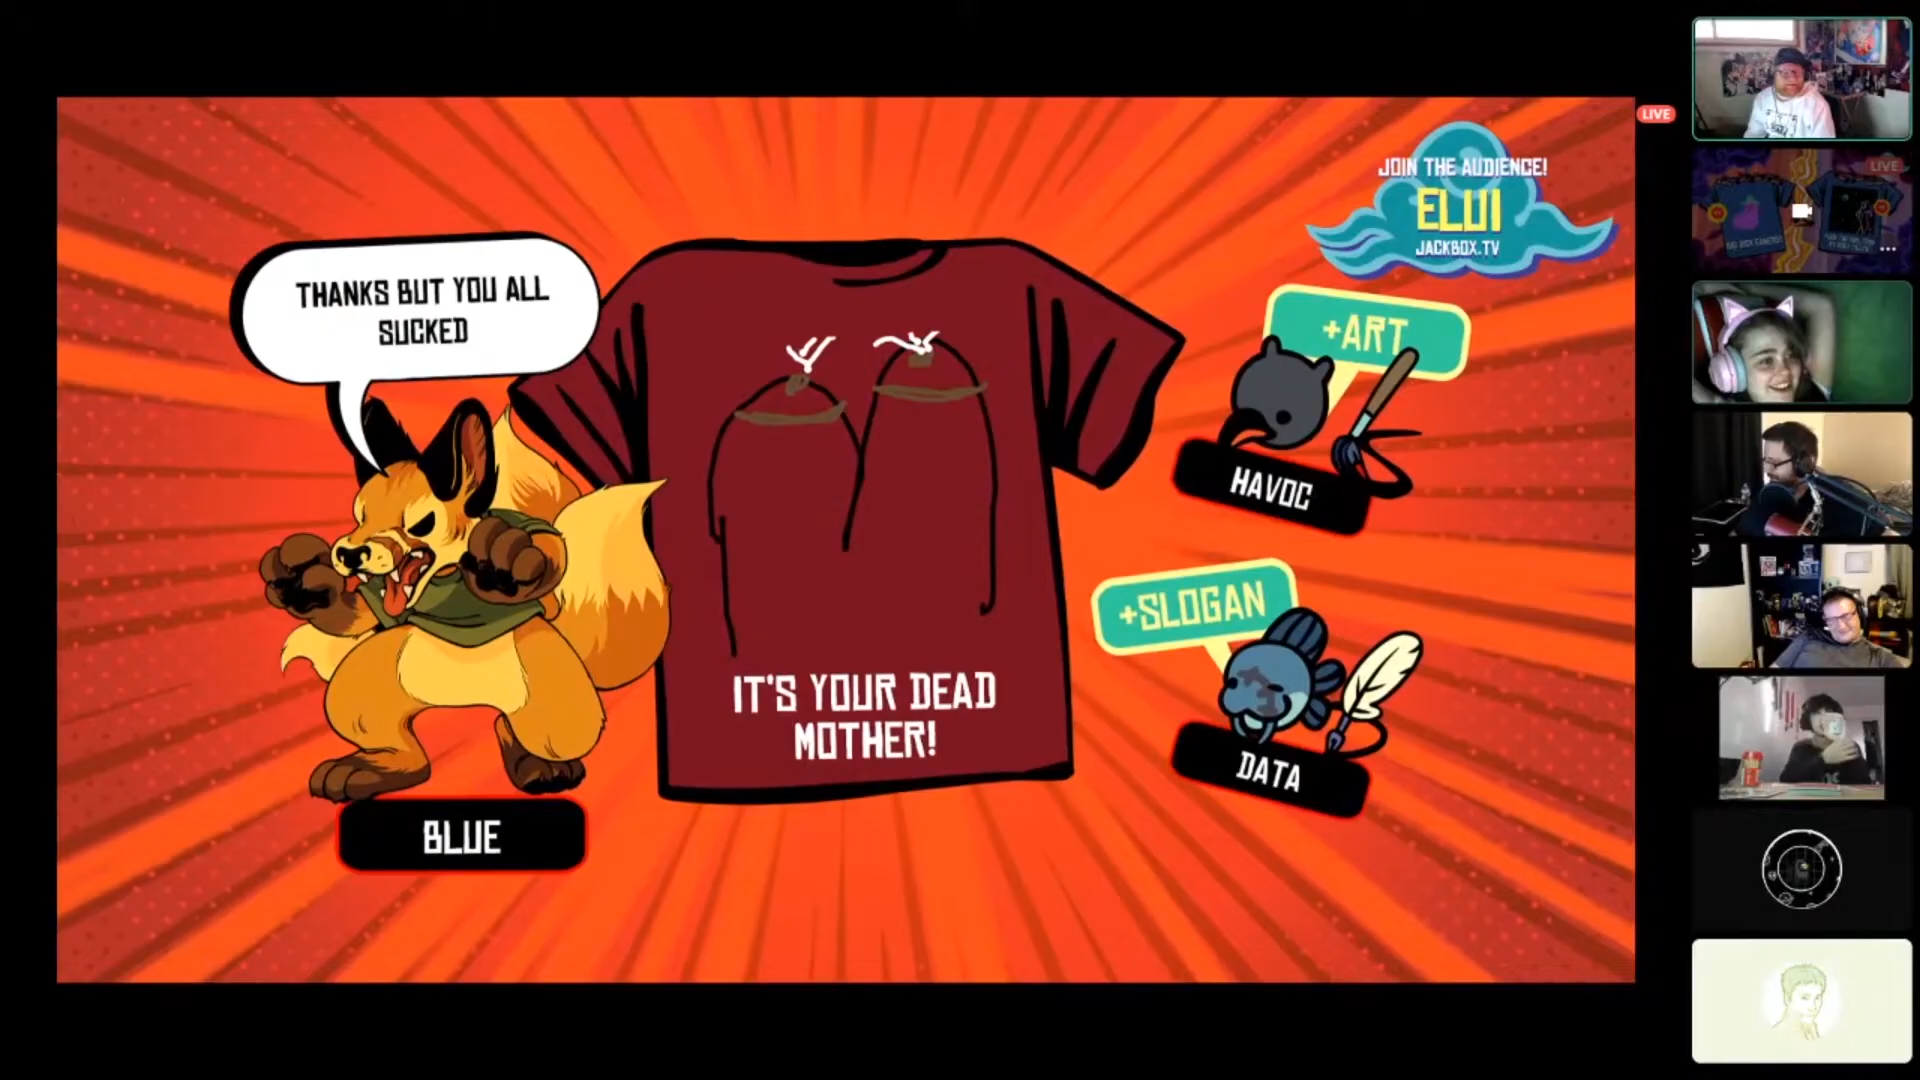 LIVE
JOIN THE AUDIENCE!
ELUI
JACKBOX.TV
THANKS BUT YOU ALL
SUCKED
+ART
HAVOC
+SLOGAN
IT'S YOUR DEAD
MOTHER!
DATA
BLUE
LIVE